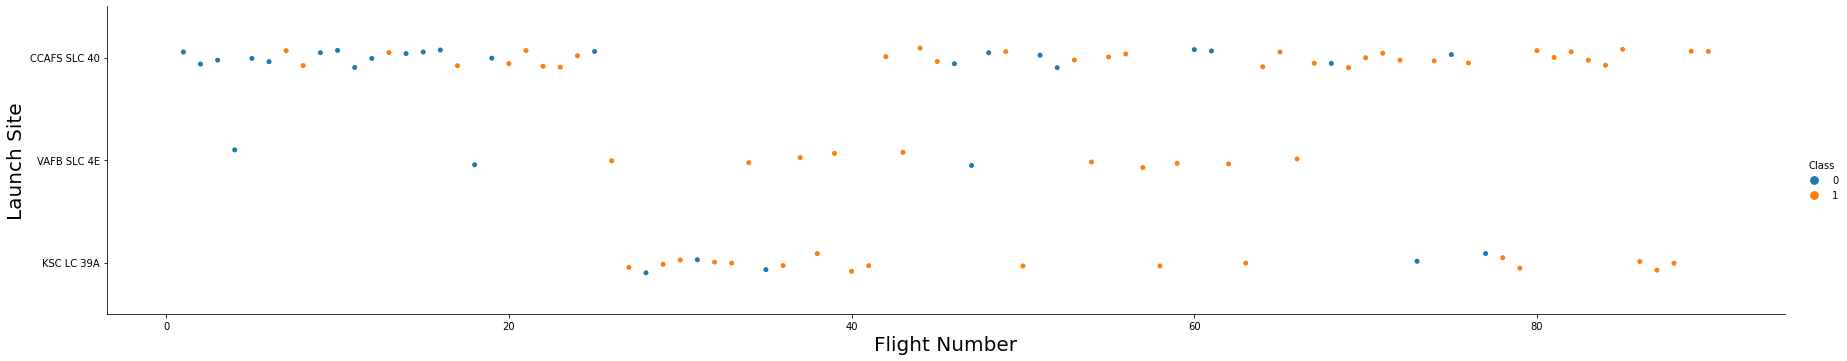 Launch Site
CCAFS SLC 40
VAFB SLC 4E
KSC LC 39A
0
20
40
60
80
Flight Number
Class
0
1